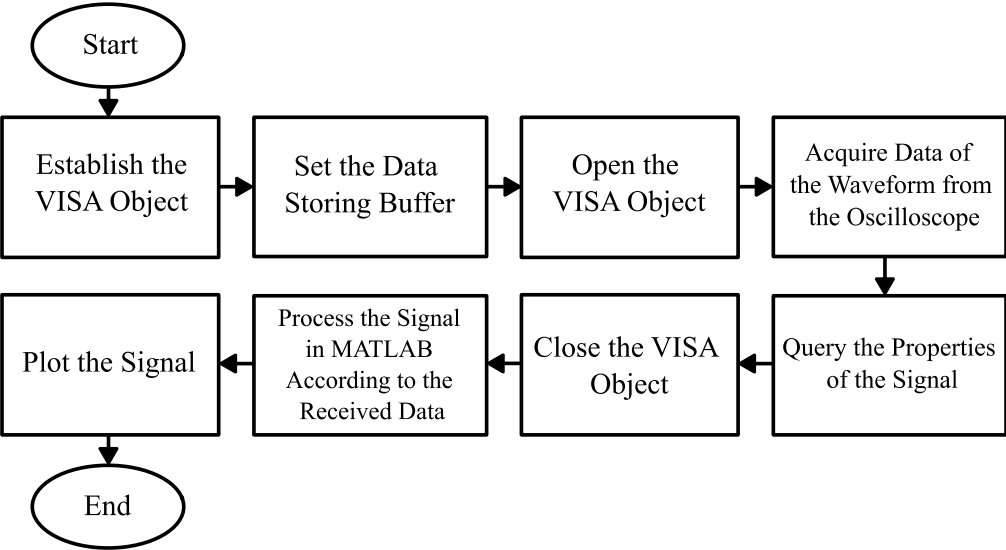 Start
Establish the
VISA Object
Set the Data
Storing Buffer
Open the
VISA Object
Acquire Data of
the Waveform from
the Oscilloscope
Query the Properties
of the Signal
Close the VISA
Object
Process the Signal
in MATLAB
According to the
Received Data
Plot the Signal
End